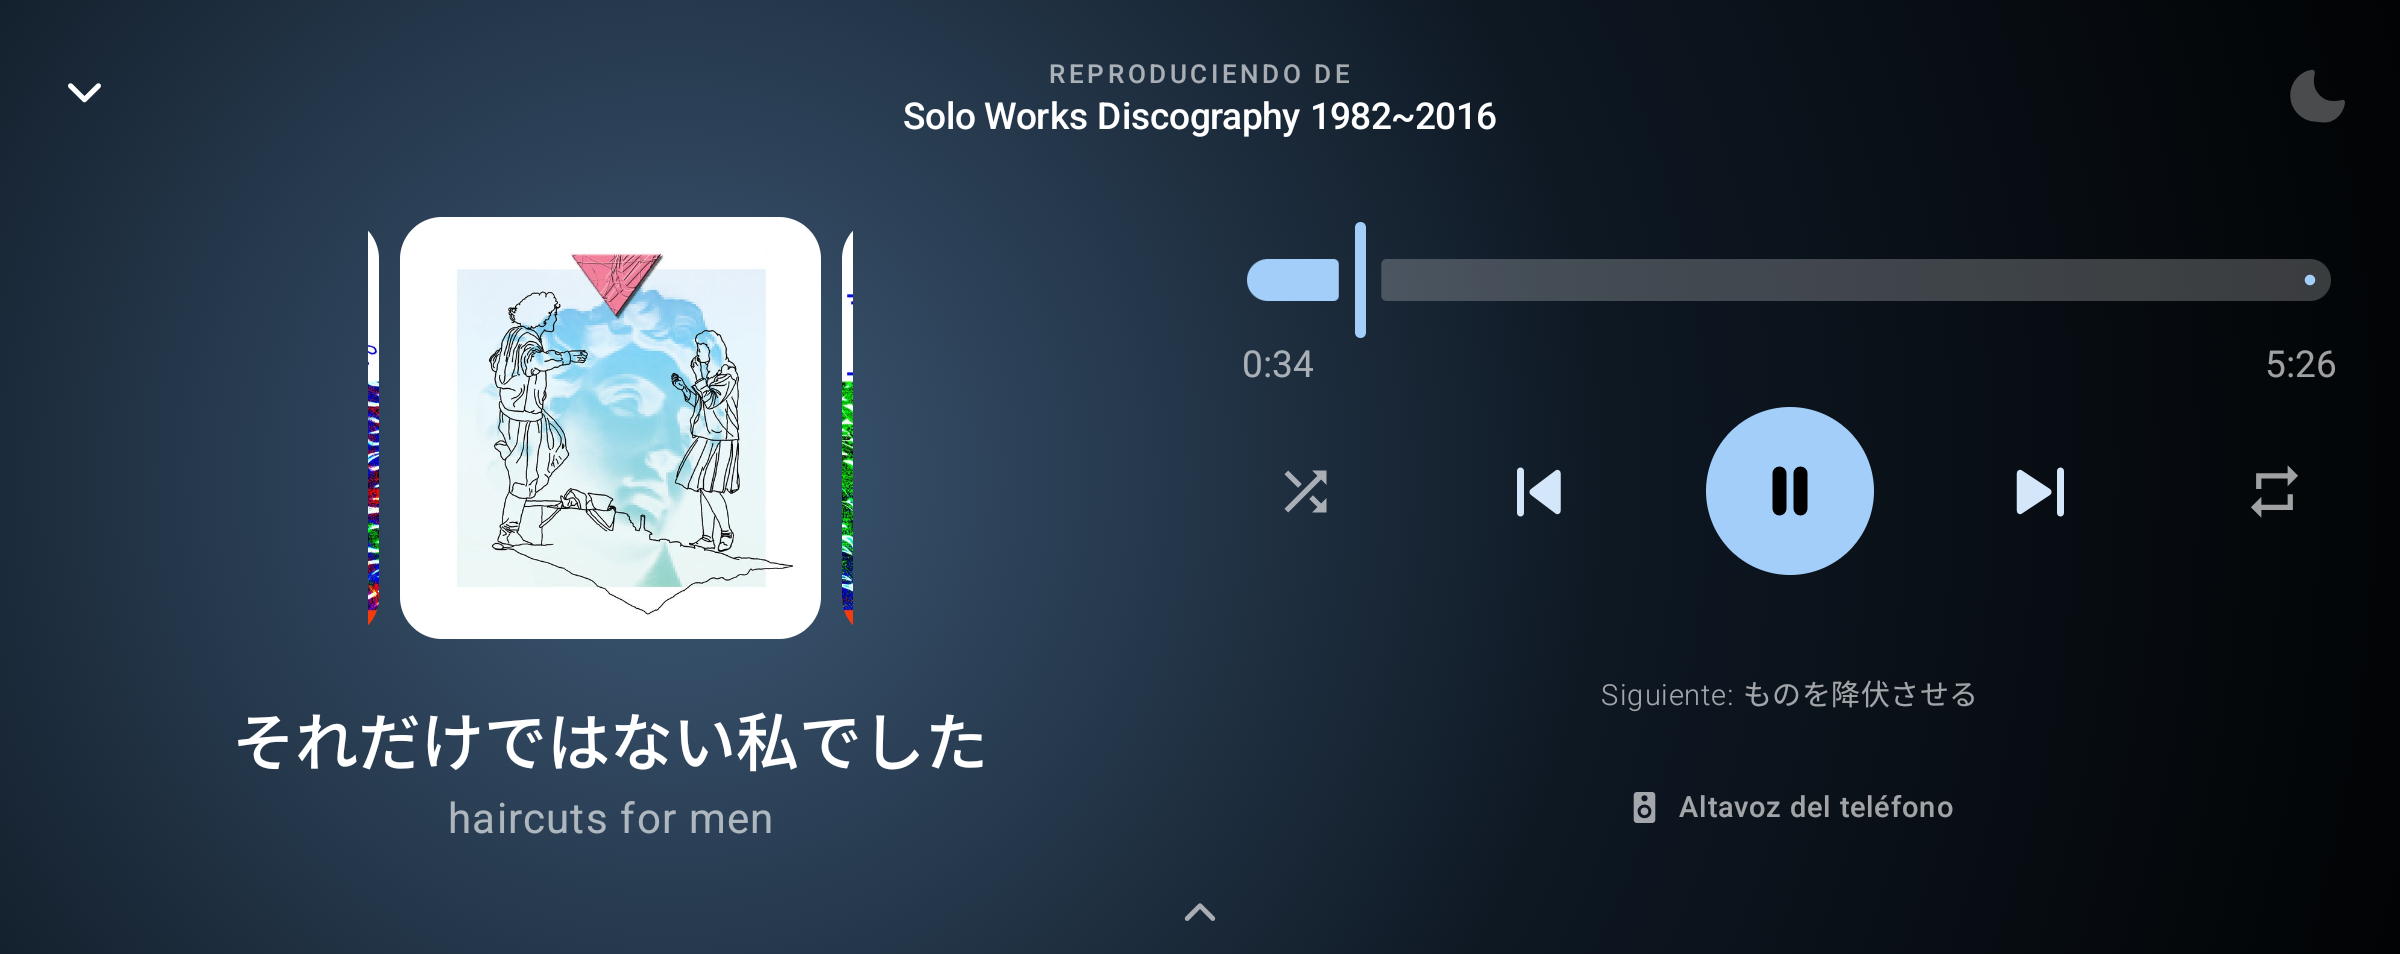 REPRODUCIENDO DE
Solo Works Discography 1982~2016
それだけではない私でした
haircuts for men
0:34
5:26
Siguiente: ものを降伏させる
Altavoz del teléfono